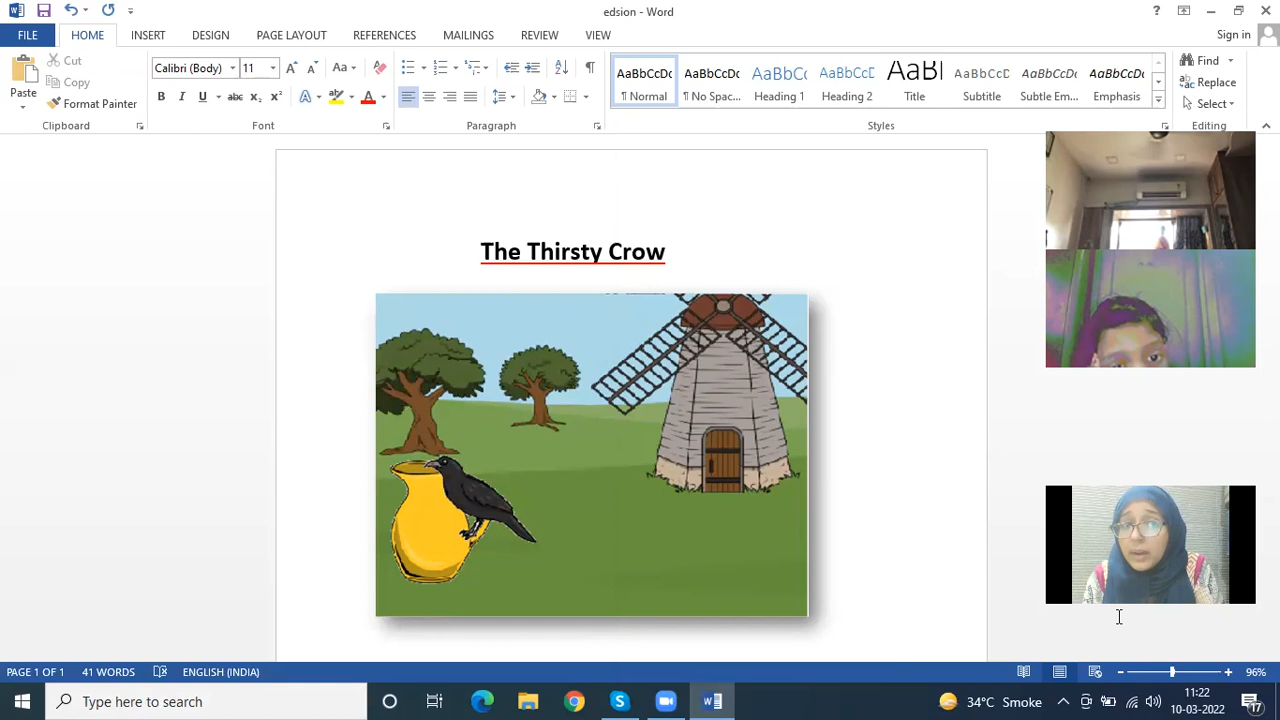 edsion - Word
FILE HOME INSERT DESIGN PAGE LAYOUT REFERENCES MAILINGS REVIEW VIEW Sign in
Paste Cut Copy Format Painter
Calibri (Body) 11
AaBbCcDc AaBbCcDc AaBbCc AaBbCcD AaBl AaBbCcD AaBbCcDc AaBbCcDc
¶ Normal ¶ No Spac... Heading 1 Heading 2 Title Subtitle Subtle Em... Emphasis
Find Replace Select
Clipboard Font Paragraph Styles Editing
The Thirsty Crow
PAGE 1 OF 1 41 WORDS ENGLISH (INDIA) 96%
Type here to search 34°C Smoke 11:22
10-03-2022 17